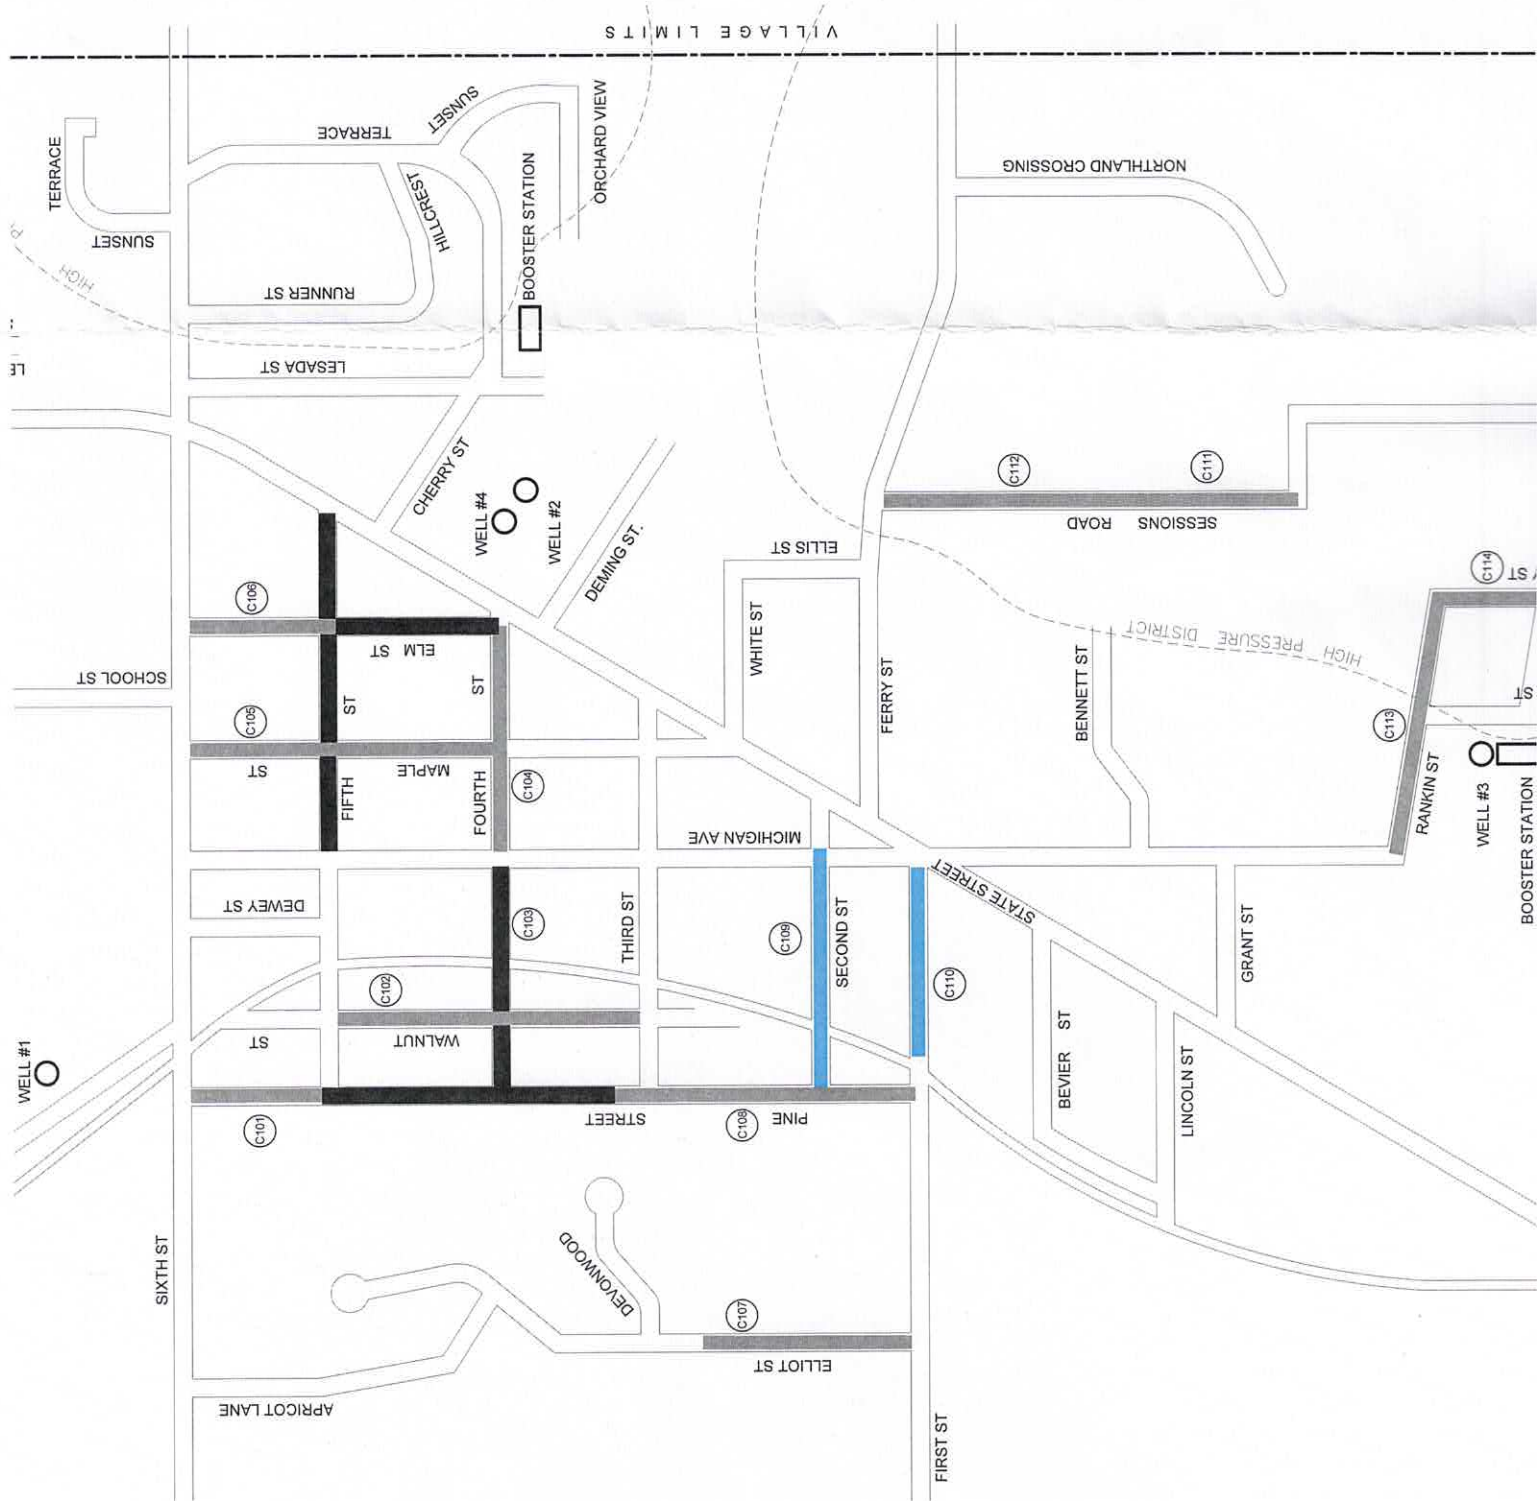 VILLAGE LIMITS
TERRACE
SUNSET
TERRACE
SUNSET
ORCHARD VIEW
HILLCREST
BOOSTER STATION
NORTHLAND CROSSING
HIGH
RUNNER ST
LESADA ST
LE
CHERRY ST
WELL #4
WELL #2
DEMING ST.
ELLIS ST
C112
C111
SESSIONS ROAD
C114
ST
C106
ELM ST
SCHOOL ST
ST
ST
WHITE ST
FERRY ST
BENNETT ST
HIGH PRESSURE DISTRICT
ST
C105
ST
MAPLE
FIFTH
FOURTH
C104
C113
RANKIN ST
WELL #3
BOOSTER STATION
MICHIGAN AVE
STATE STREET
DEWEY ST
C103
THIRD ST
C109
SECOND ST
C110
GRANT ST
C102
WALNUT
ST
WELL #1
BEVIER ST
LINCOLN ST
C101
STREET
C108
PINE
SIXTH ST
DEVONWOOD
C107
ELLIOT ST
APRICOT LANE
FIRST ST